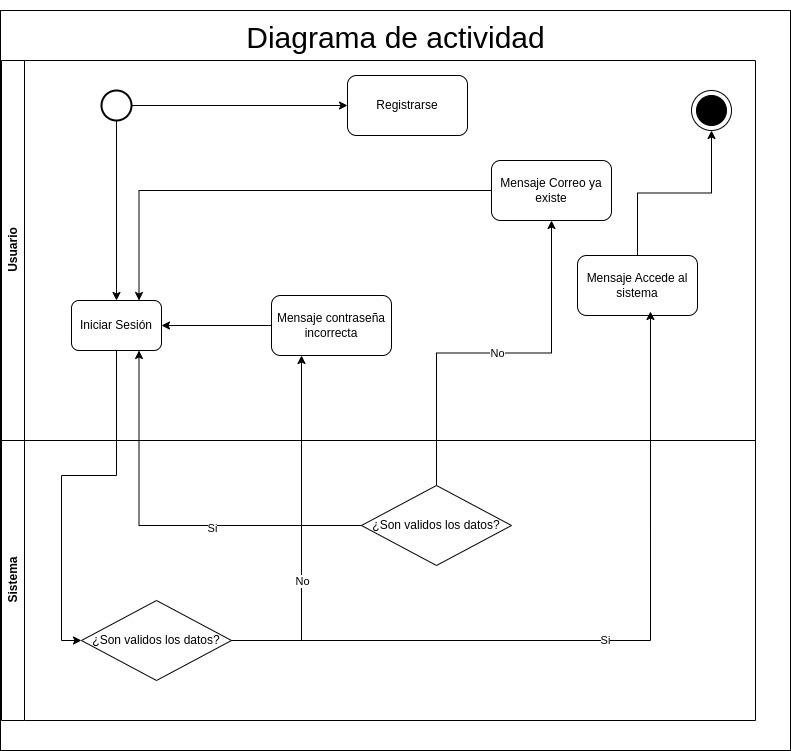 Diagrama de actividad
Usuario
Registrarse
Mensaje Correo ya
existe
Mensaje Accede al
sistema
Iniciar Sesión
Mensaje contraseña
incorrecta
No
Sistema
¿Son validos los datos?
Si
No
¿Son validos los datos?
Si